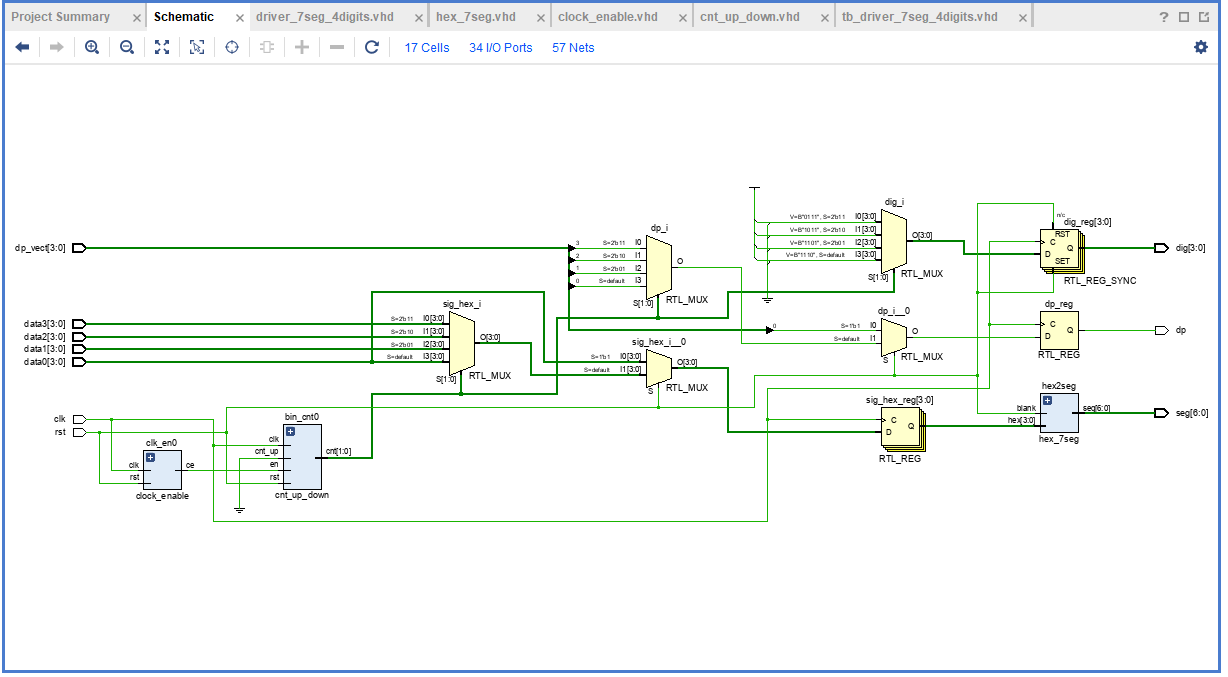 Project Summary
Schematic
driver_7seg_4digits.vhd
hex_7seg.vhd
clock_enable.vhd
cnt_up_down.vhd
tb_driver_7seg_4digits.vhd
?
17 Cells
34 I/O Ports
57 Nets
dp_vect[3:0]
data3[3:0]
data2[3:0]
data1[3:0]
data0[3:0]
clk
rst
clk_en0
clk
rst
ce
clock_enable
bin_cnt0
clk
cnt_up
en
rst
cnt[1:0]
cnt_up_down
sig_hex_i
S=2'b11 I0[3:0]
S=2'b10 I1[3:0]
S=2'b01 I2[3:0]
S=default I3[3:0]
O[3:0]
S[1:0]
RTL_MUX
dp_i
3 S=2'b11 I0
2 S=2'b10 I1
1 S=2'b01 I2
0 S=default I3
O
S[1:0]
RTL_MUX
sig_hex_i__0
S=1'b1 I0[3:0]
S=default I1[3:0]
O[3:0]
S
RTL_MUX
dig_i
V=B"0111", S=2'b11 I0[3:0]
V=B"1011", S=2'b10 I1[3:0]
V=B"1101", S=2'b01 I2[3:0]
V=B"1110", S=default I3[3:0]
O[3:0]
S[1:0]
RTL_MUX
dp_i__0
0 S=1'b1 I0
S=default I1
O
S
RTL_MUX
sig_hex_reg[3:0]
C
D
Q
RTL_REG
n/c
dig_reg[3:0]
RST
C
D
Q
SET
RTL_REG_SYNC
dp_reg
C
D
Q
RTL_REG
hex2seg
blank
hex[3:0]
seg[6:0]
hex_7seg
dig[3:0]
dp
seg[6:0]